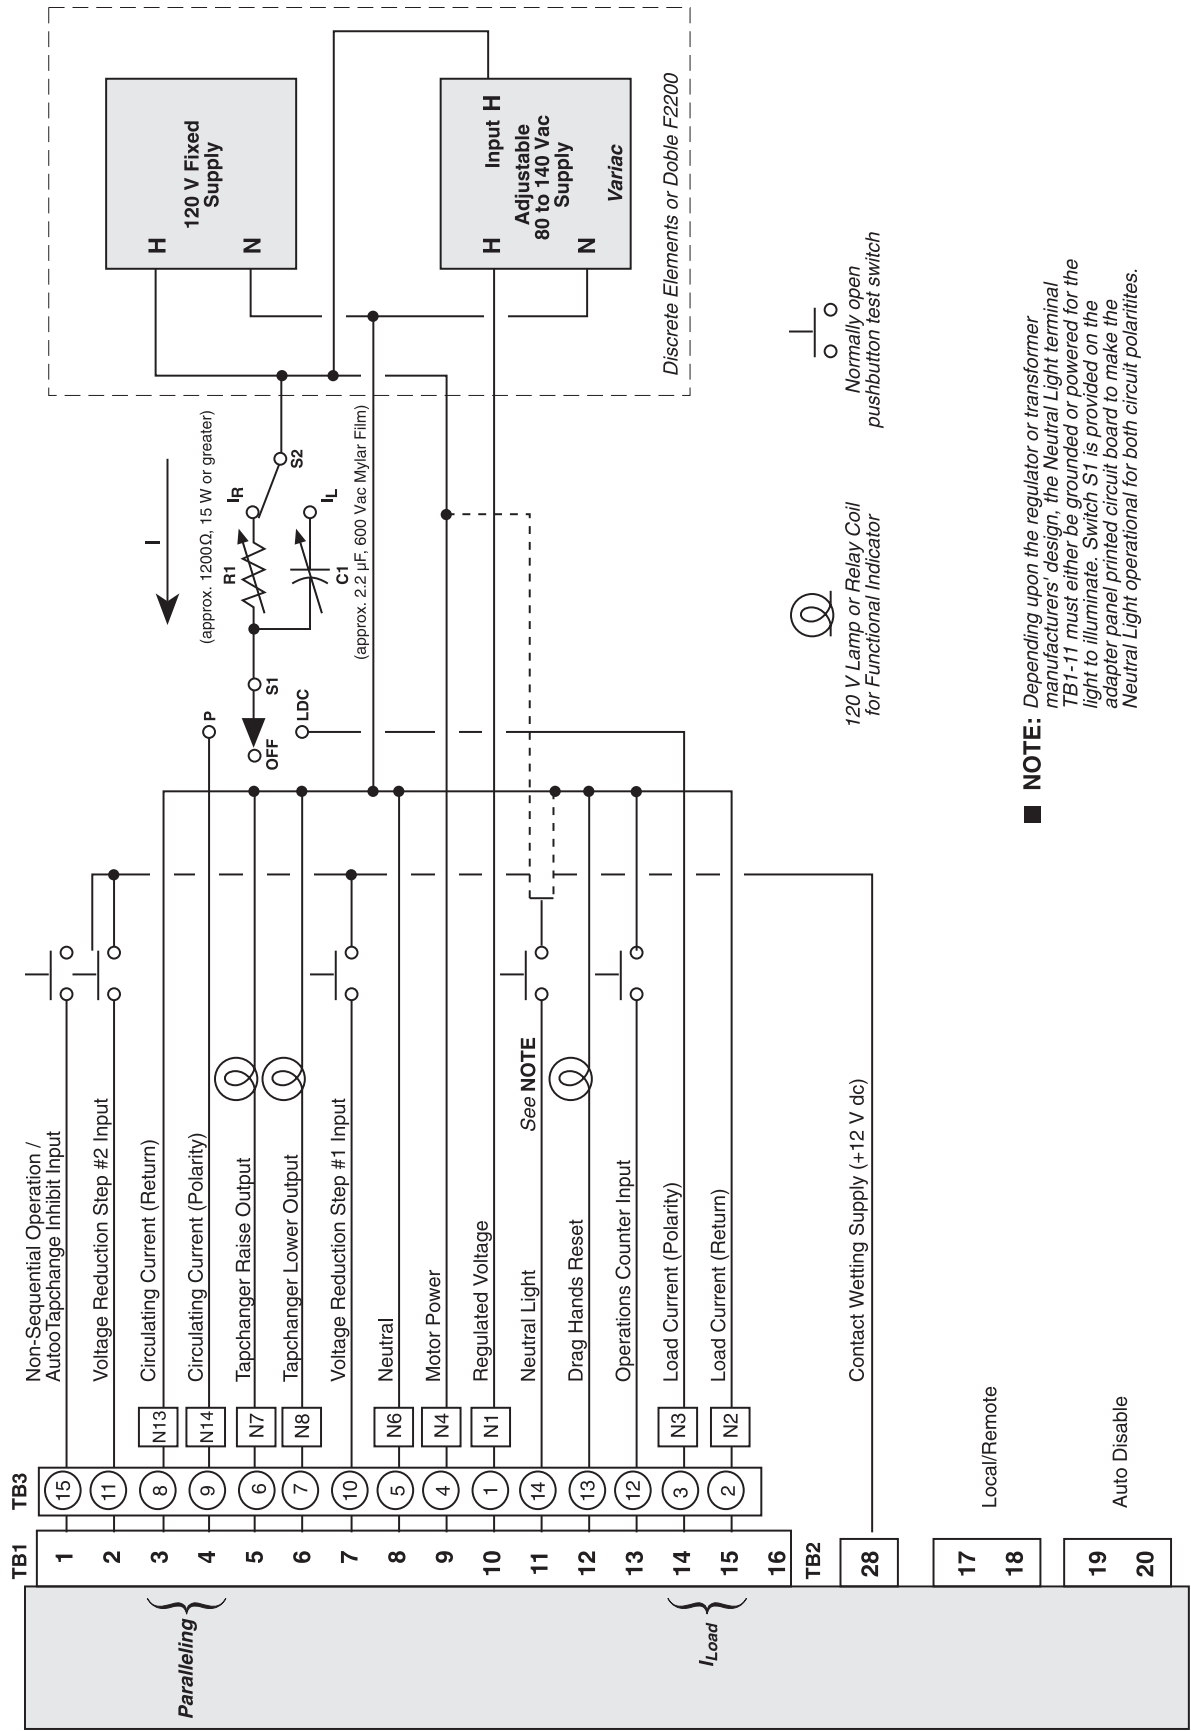 TB1
TB3
1
15
Non-Sequential Operation /
AutooTapchange Inhibit Input
2
11
Voltage Reduction Step #2 Input
Paralleling
3
8
N13
Circulating Current (Return)
4
9
N14
Circulating Current (Polarity)
5
6
N7
Tapchanger Raise Output
6
7
N8
Tapchanger Lower Output
7
10
Voltage Reduction Step #1 Input
8
5
N6
Neutral
9
4
N4
Motor Power
10
1
N1
Regulated Voltage
11
14
Neutral Light
See NOTE
12
13
Drag Hands Reset
13
12
Operations Counter Input
ILoad
14
3
N3
Load Current (Polarity)
15
2
N2
Load Current (Return)
16
TB2
28
Contact Wetting Supply (+12 V dc)
17
18
Local/Remote
19
20
Auto Disable
P
OFF
S1
LDC
I
(approx. 1200Ω, 15 W or greater)
R1
IR
S2
C1
IL
(approx. 2.2 µF, 600 Vac Mylar Film)
H
N
120 V Fixed
Supply
H
N
Input H
Adjustable
80 to 140 Vac
Supply
Variac
Discrete Elements or Doble F2200
120 V Lamp or Relay Coil
for Functional Indicator
Normally open
pushbutton test switch
■ NOTE: Depending upon the regulator or transformer
manufacturers' design, the Neutral Light terminal
TB1-11 must either be grounded or powered for the
light to illuminate. Switch S1 is provided on the
adapter panel printed circuit board to make the
Neutral Light operational for both circuit polaritites.